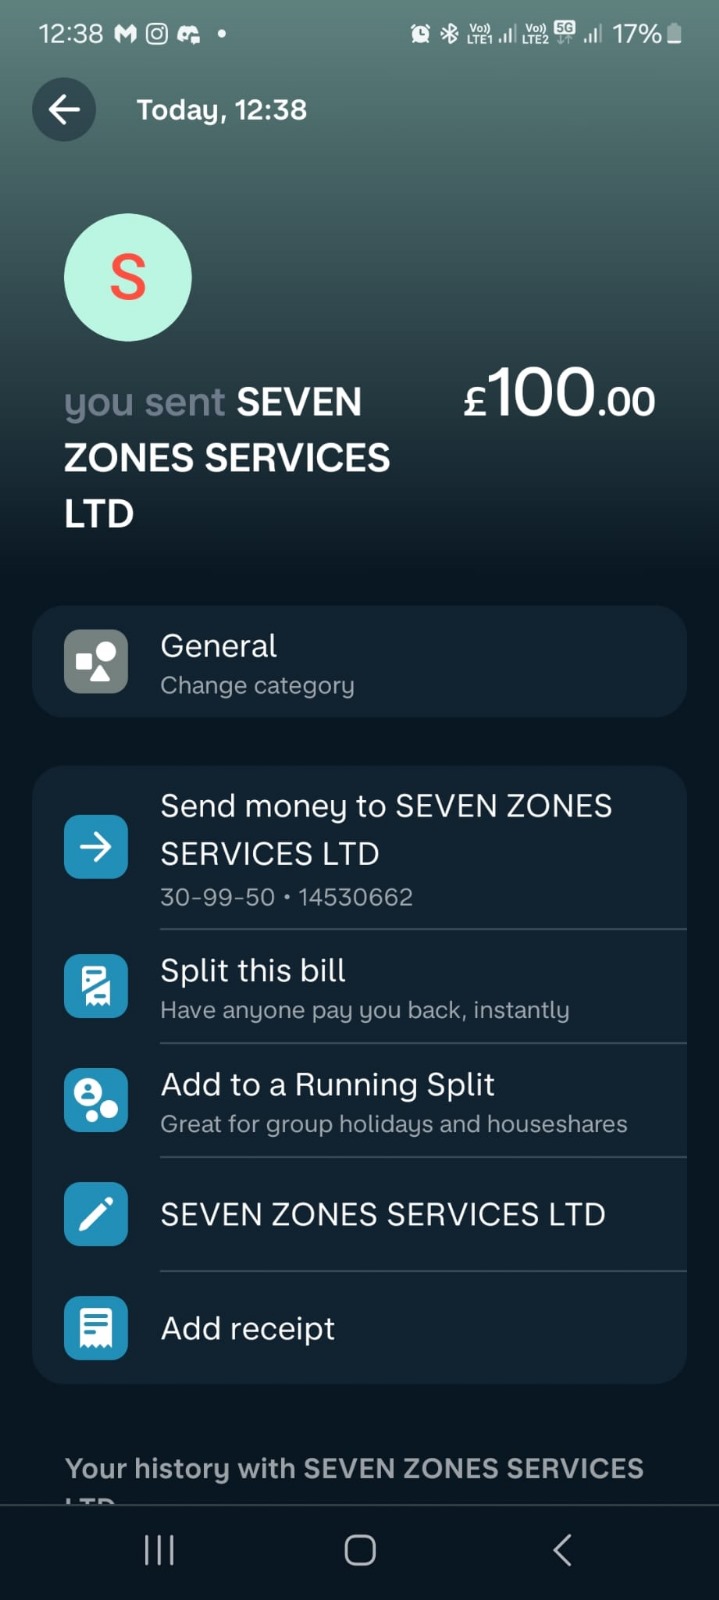 12:38
Vo)) LTE1 Vo)) LTE2 5G 17%
Today, 12:38
S
you sent SEVEN
ZONES SERVICES
LTD
£100.00
General
Change category
Send money to SEVEN ZONES
SERVICES LTD
30-99-50 • 14530662
Split this bill
Have anyone pay you back, instantly
Add to a Running Split
Great for group holidays and houseshares
SEVEN ZONES SERVICES LTD
Add receipt
Your history with SEVEN ZONES SERVICES
LTD